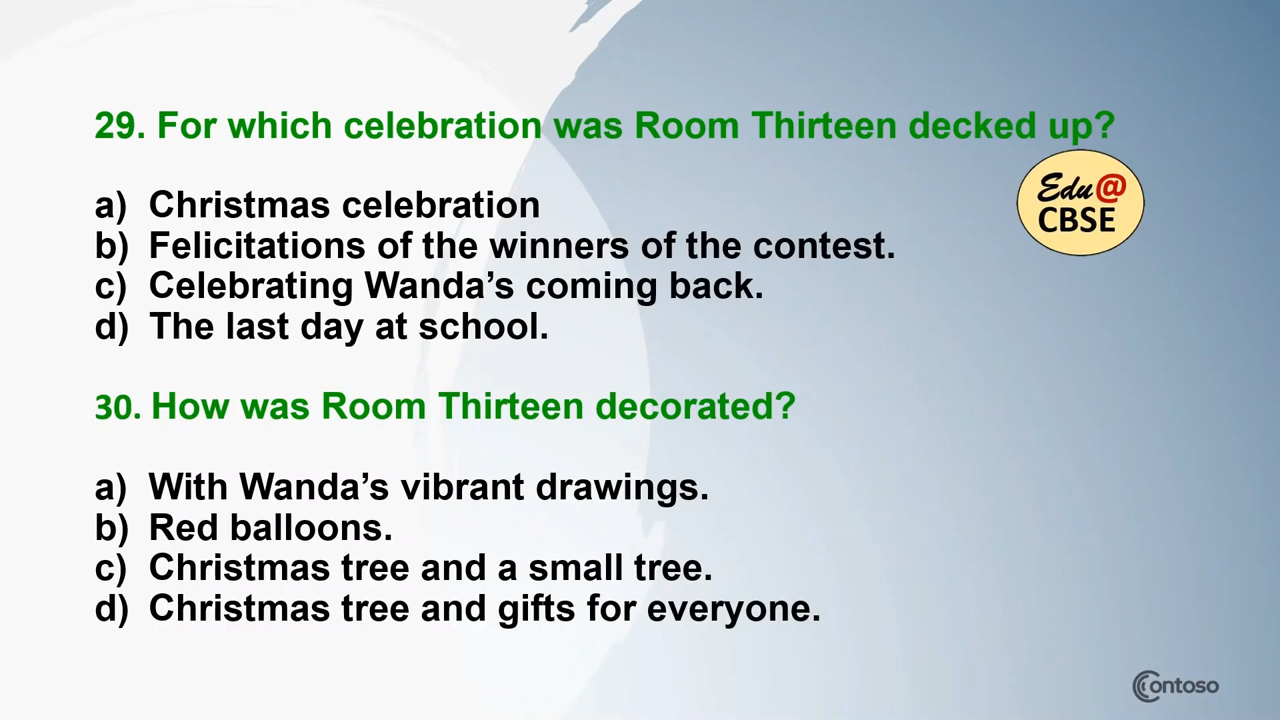 29. For which celebration was Room Thirteen decked up?
Edu@
CBSE
a) Christmas celebration
b) Felicitations of the winners of the contest.
c) Celebrating Wanda’s coming back.
d) The last day at school.
30. How was Room Thirteen decorated?
a) With Wanda’s vibrant drawings.
b) Red balloons.
c) Christmas tree and a small tree.
d) Christmas tree and gifts for everyone.
Contoso